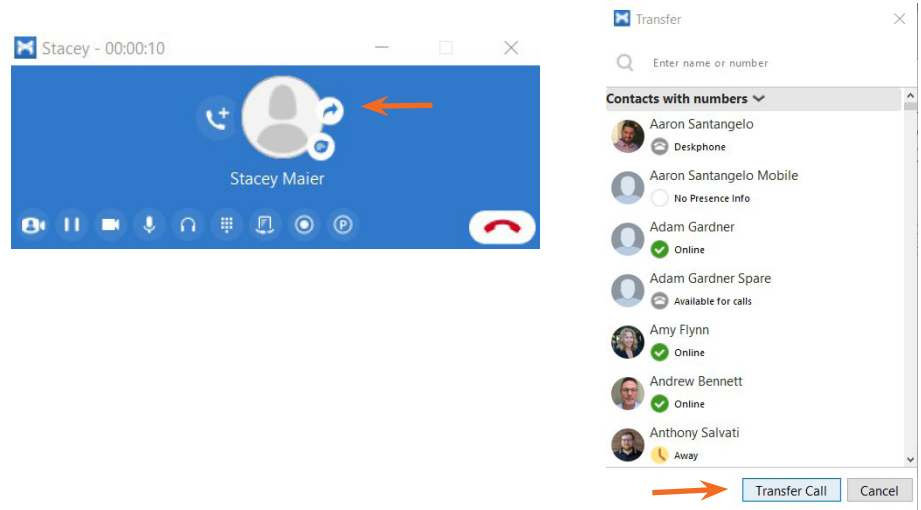 Stacey - 00:00:10
Stacey Maier
P
Transfer
Enter name or number
Contacts with numbers
Aaron Santangelo
Deskphone
Aaron Santangelo Mobile
No Presence Info
Adam Gardner
Online
Adam Gardner Spare
Available for calls
Amy Flynn
Online
Andrew Bennett
Online
Anthony Salvati
Away
Transfer Call
Cancel